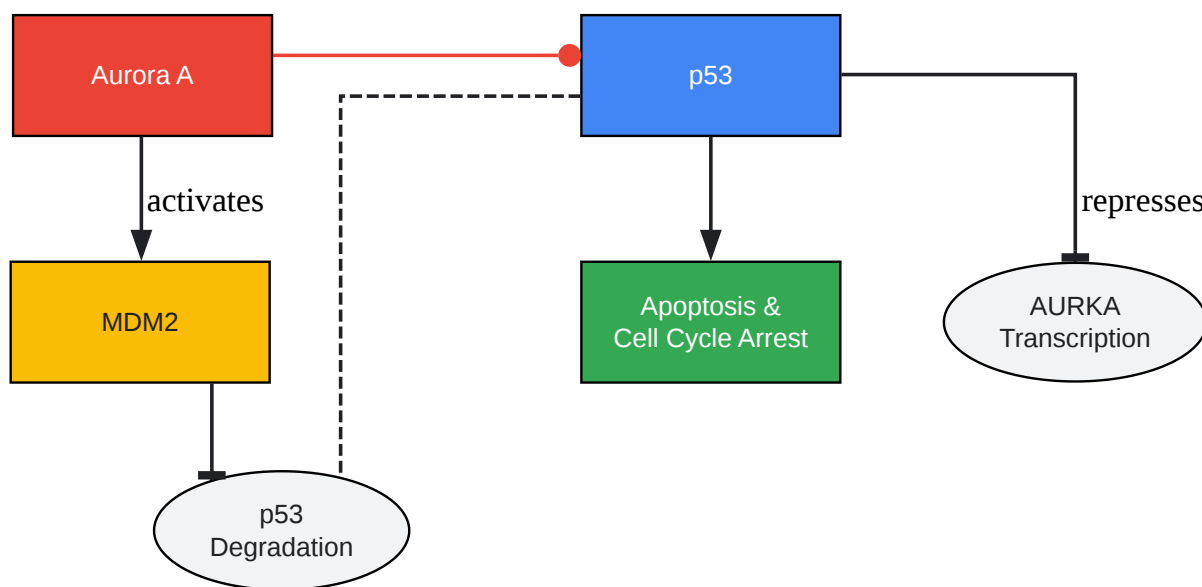 Aurora A
p53
activates
represses
MDM2
Apoptosis &
Cell Cycle Arrest
AURKA
Transcription
p53
Degradation